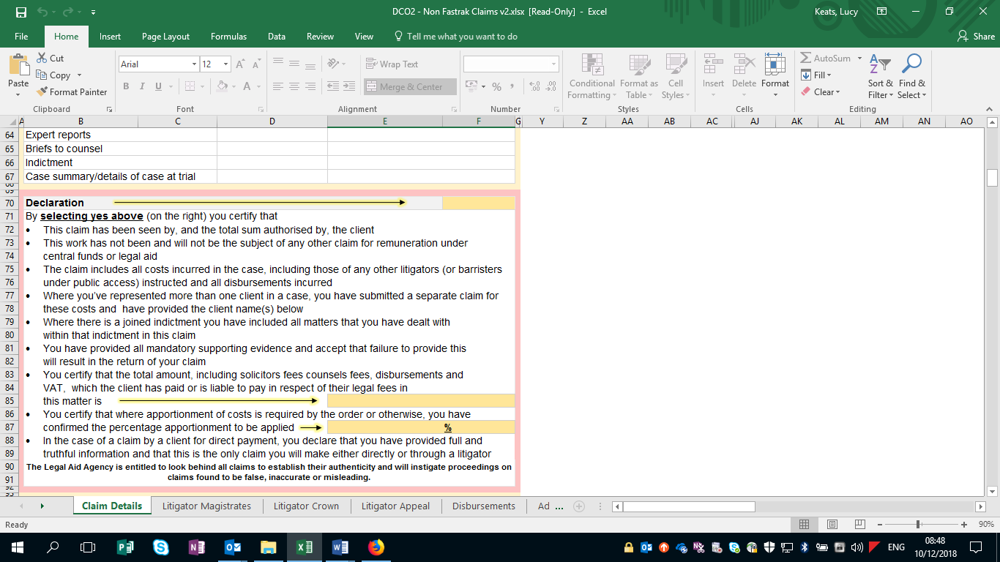 DCO2 - Non Fastrak Claims v2.xlsx [Read-Only] - Excel
Keats, Lucy
File Home Insert Page Layout Formulas Data Review View Tell me what you want to do Share
Paste
Cut
Copy
Format Painter
Clipboard
Arial 12
B I U
Font
Wrap Text
Merge & Center
Alignment
%
Number
Conditional Formatting
Format as Table
Cell Styles
Styles
Insert Delete Format
Cells
AutoSum
Fill
Clear
Sort & Filter
Find & Select
Editing
A B C D E F G Y Z AA AB AC AJ AK AL AM AN AO
64 Expert reports
65 Briefs to counsel
66 Indictment
67 Case summary/details of case at trial
68
69
70 Declaration
71 By selecting yes above (on the right) you certify that
72 • This claim has been seen by, and the total sum authorised by, the client
73 • This work has not been and will not be the subject of any other claim for remuneration under
74 central funds or legal aid
75 • The claim includes all costs incurred in the case, including those of any other litigators (or barristers
76 under public access) instructed and all disbursements incurred
77 • Where you've represented more than one client in a case, you have submitted a separate claim for
78 these costs and have provided the client name(s) below
79 • Where there is a joined indictment you have included all matters that you have dealt with
80 within that indictment in this claim
81 • You have provided all mandatory supporting evidence and accept that failure to provide this
82 will result in the return of your claim
83 • You certify that the total amount, including solicitors fees counsels fees, disbursements and
84 VAT, which the client has paid or is liable to pay in respect of their legal fees in
85 this matter is
86 • You certify that where apportionment of costs is required by the order or otherwise, you have
87 confirmed the percentage apportionment to be applied %
88 • In the case of a claim by a client for direct payment, you declare that you have provided full and
89 truthful information and that this is the only claim you will make either directly or through a litigator
90 The Legal Aid Agency is entitled to look behind all claims to establish their authenticity and will instigate proceedings on
91 claims found to be false, inaccurate or misleading.
92
93
Claim Details Litigator Magistrates Litigator Crown Litigator Appeal Disbursements Ad ...
Ready
90%
ENG
08:48
10/12/2018